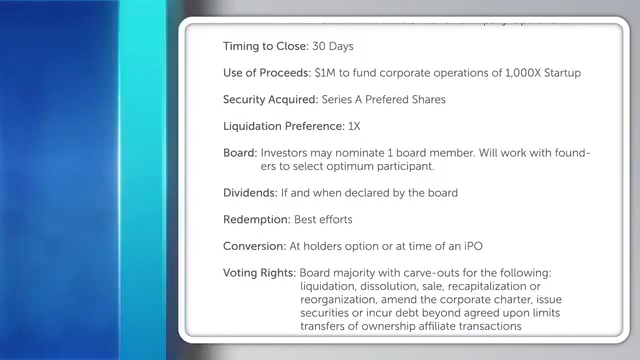 Timing to Close: 30 Days
Use of Proceeds: $1M to fund corporate operations of 1,000X Startup
Security Acquired: Series A Prefered Shares
Liquidation Preference: 1X
Board: Investors may nominate 1 board member. Will work with found-
ers to select optimum participant.
Dividends: If and when declared by the board
Redemption: Best efforts
Conversion: At holders option or at time of an iPO
Voting Rights: Board majority with carve-outs for the following:
liquidation, dissolution, sale, recapitalization or
reorganization, amend the corporate charter, issue
securities or incur debt beyond agreed upon limits
transfers of ownership affiliate transactions